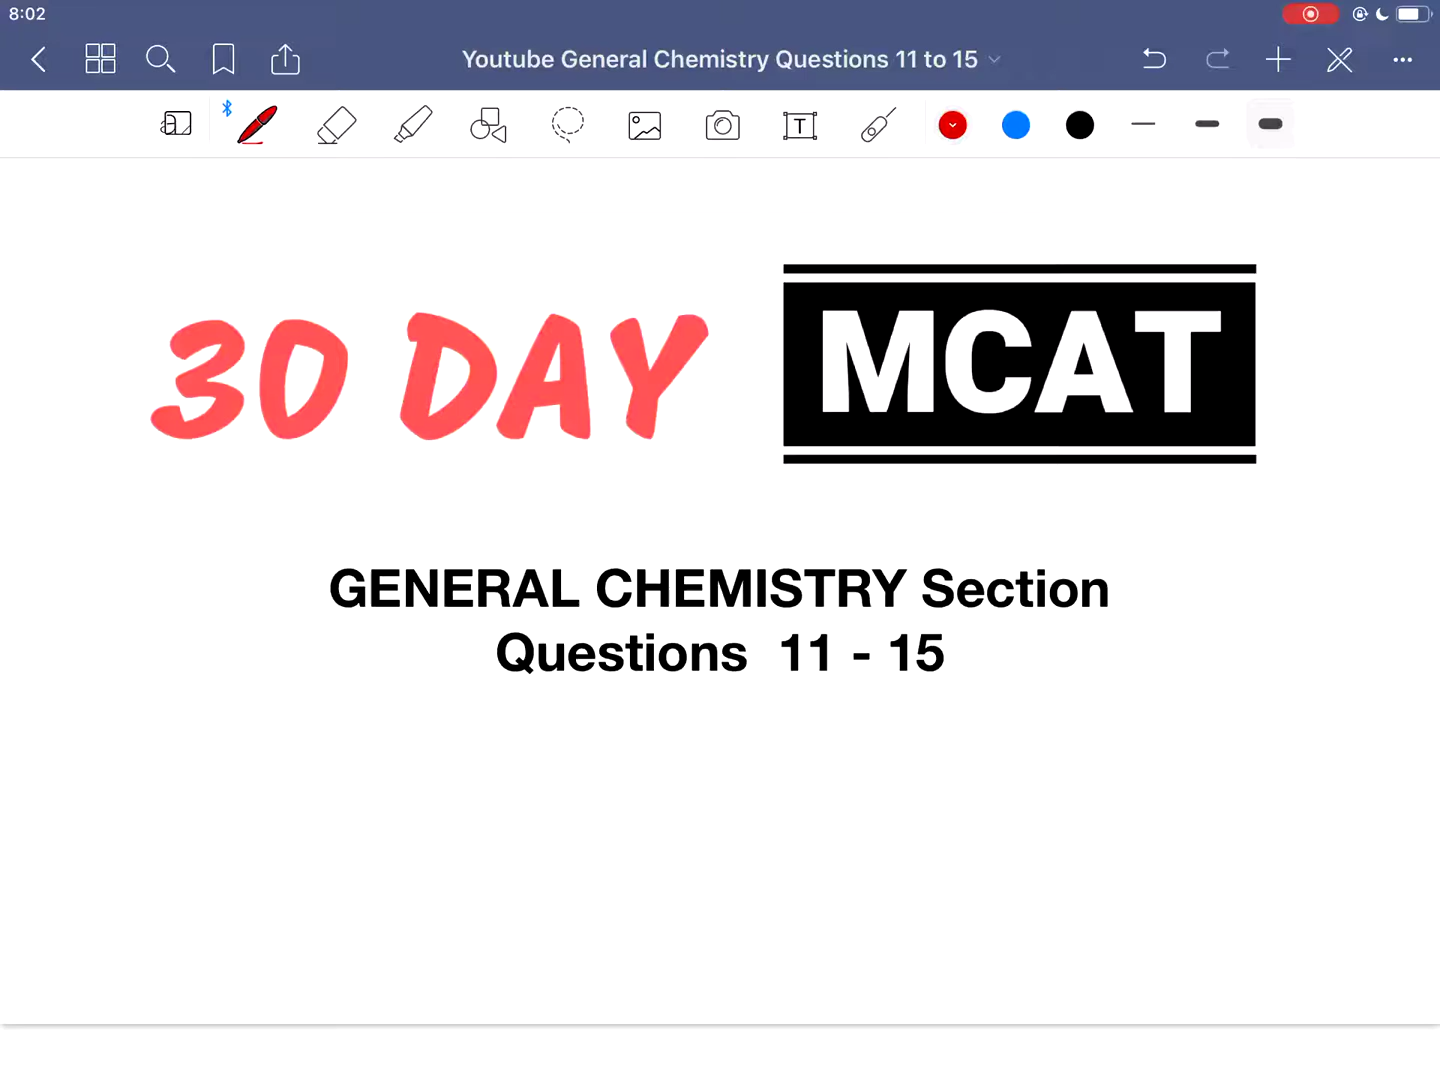 8:02
Youtube General Chemistry Questions 11 to 15
a
T
30 DAY
MCAT
GENERAL CHEMISTRY Section
Questions 11 - 15